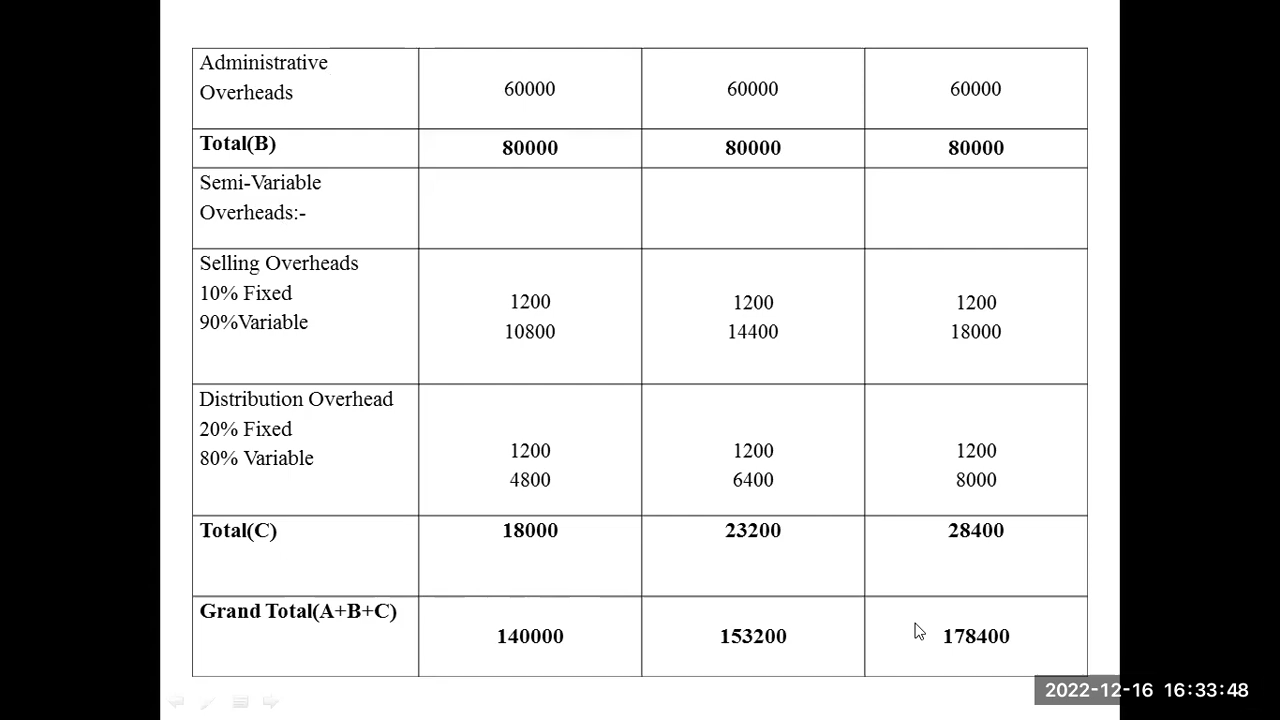 Administrative
Overheads
60000 60000 60000
Total(B) 80000 80000 80000
Semi-Variable
Overheads:-
Selling Overheads
10% Fixed 1200 1200 1200
90%Variable 10800 14400 18000
Distribution Overhead
20% Fixed 1200 1200 1200
80% Variable 4800 6400 8000
Total(C) 18000 23200 28400
Grand Total(A+B+C)
140000 153200 178400
2022-12-16 16:33:48